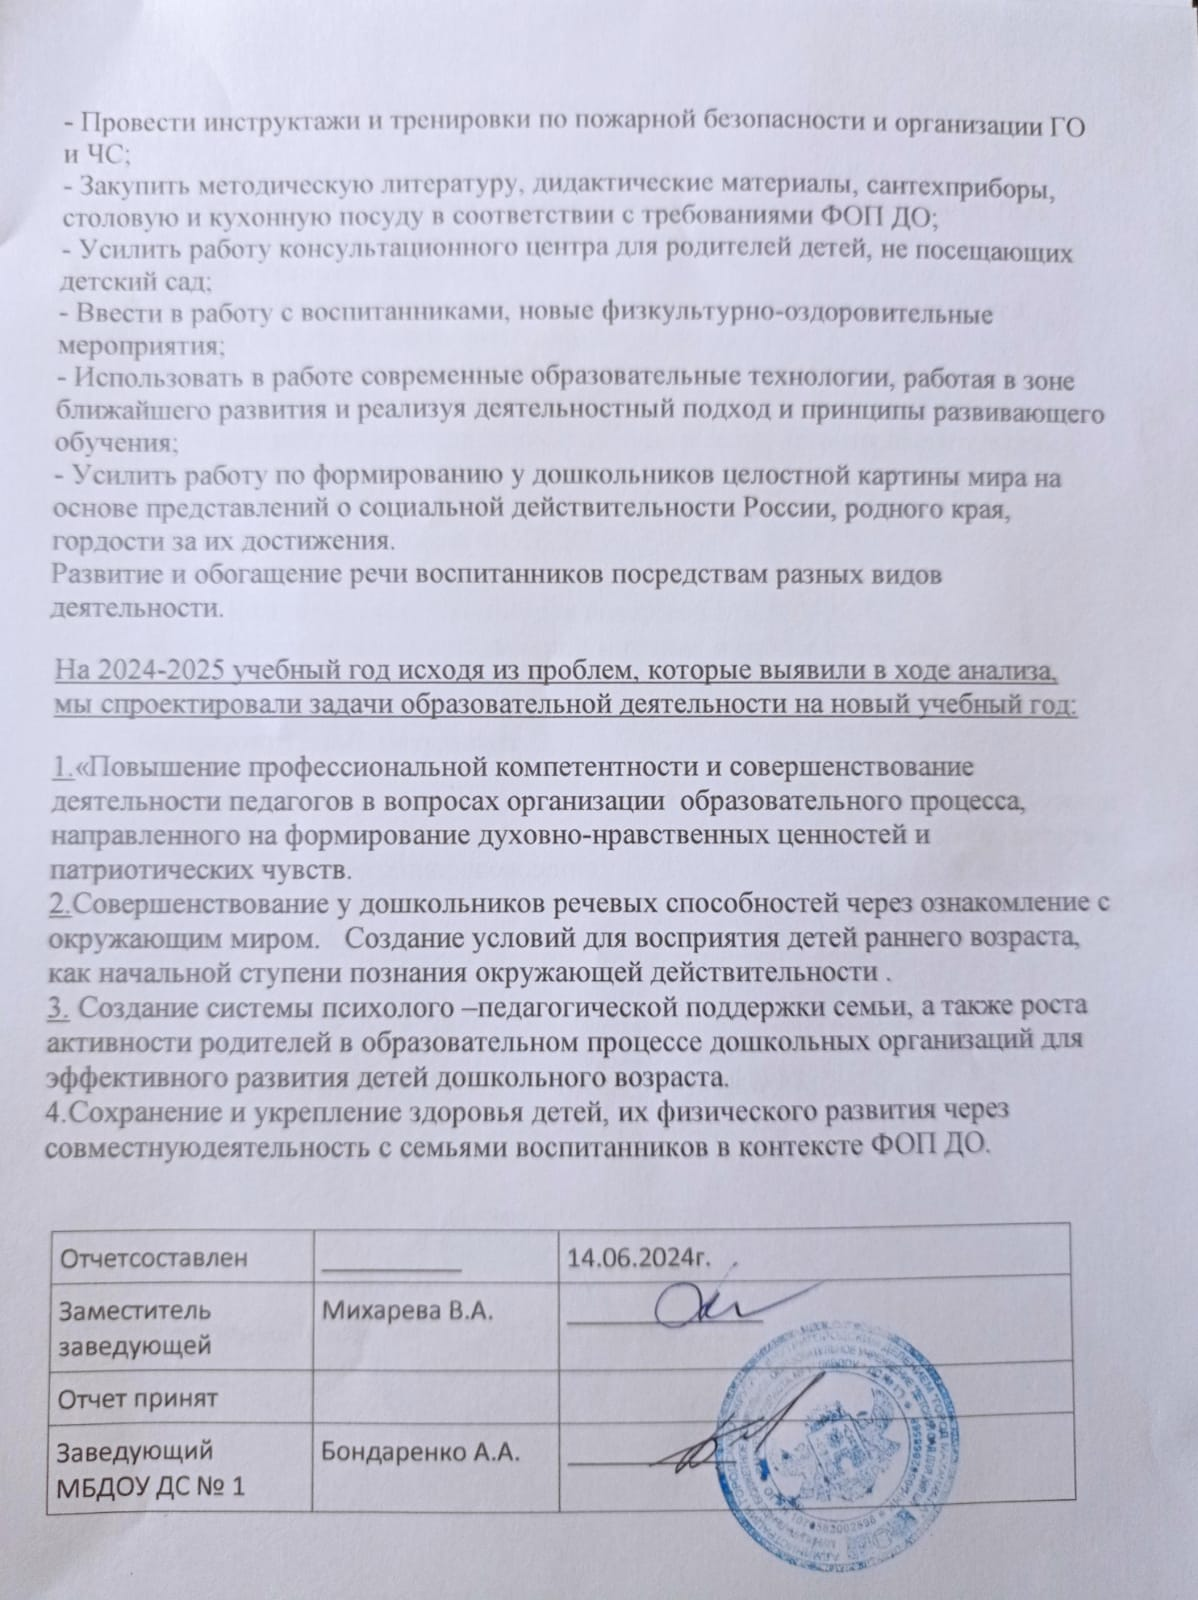 - Провести инструктажи и тренировки по пожарной безопасности и организации ГО
и ЧС;
- Закупить методическую литературу, дидактические материалы, сантехприборы,
столовую и кухонную посуду в соответствии с требованиями ФОП ДО;
- Усилить работу консультационного центра для родителей детей, не посещающих
детский сад;
- Ввести в работу с воспитанниками, новые физкультурно-оздоровительные
мероприятия;
- Использовать в работе современные образовательные технологии, работая в зоне
ближайшего развития и реализуя деятельностный подход и принципы развивающего
обучения;
- Усилить работу по формированию у дошкольников целостной картины мира на
основе представлений о социальной действительности России, родного края,
гордости за их достижения.
Развитие и обогащение речи воспитанников посредствам разных видов
деятельности.
На 2024-2025 учебный год исходя из проблем, которые выявили в ходе анализа,
мы спроектировали задачи образовательной деятельности на новый учебный год:
1.«Повышение профессиональной компетентности и совершенствование
деятельности педагогов в вопросах организации образовательного процесса,
направленного на формирование духовно-нравственных ценностей и
патриотических чувств.
2.Совершенствование у дошкольников речевых способностей через ознакомление с
окружающим миром. Создание условий для восприятия детей раннего возраста,
как начальной ступени познания окружающей действительности .
3. Создание системы психолого –педагогической поддержки семьи, а также роста
активности родителей в образовательном процессе дошкольных организаций для
эффективного развития детей дошкольного возраста.
4.Сохранение и укрепление здоровья детей, их физического развития через
совместнуюдеятельность с семьями воспитанников в контексте ФОП ДО.
Отчетсоставлен __________ 14.06.2024г.
Заместитель Михарева В.А.
заведующей
Отчет принят
Заведующий Бондаренко А.А.
МБДОУ ДС № 1